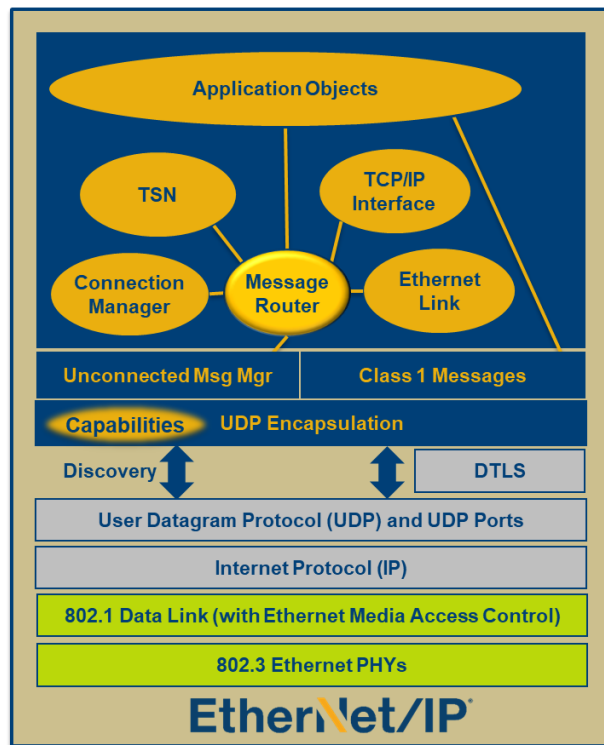 Application Objects
TSN
TCP/IP
Interface
Connection
Manager
Message
Router
Ethernet
Link
Unconnected Msg Mgr
Class 1 Messages
Capabilities
UDP Encapsulation
Discovery
DTLS
User Datagram Protocol (UDP) and UDP Ports
Internet Protocol (IP)
802.1 Data Link (with Ethernet Media Access Control)
802.3 Ethernet PHYs
EtherNet/IP